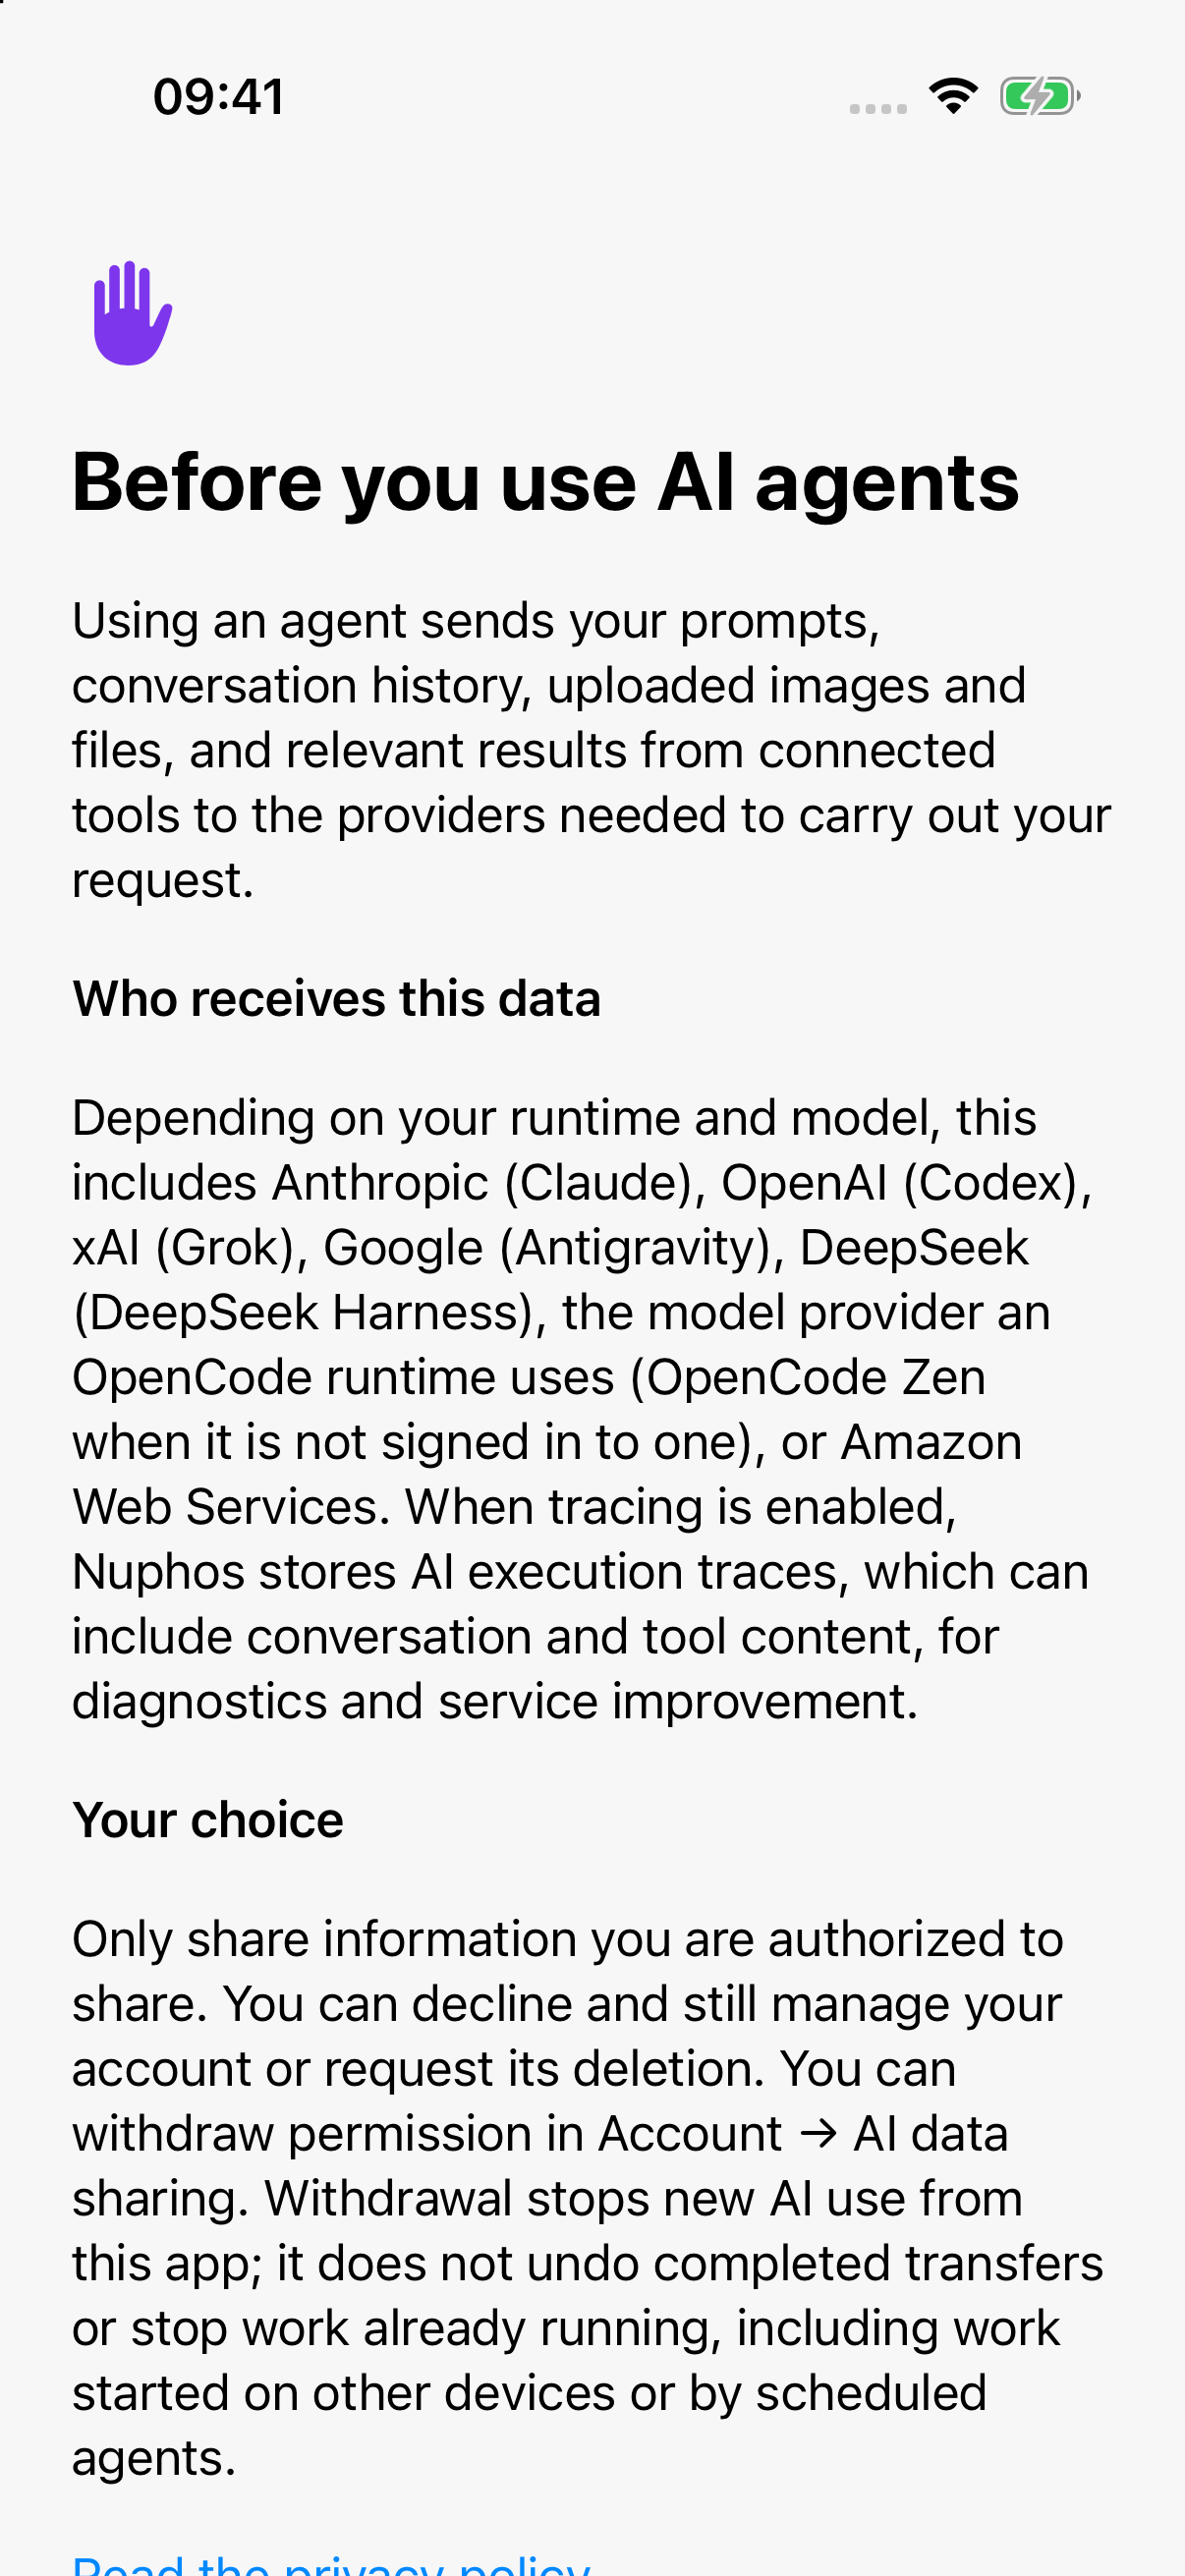 09:41
Before you use AI agents
Using an agent sends your prompts,
conversation history, uploaded images and
files, and relevant results from connected
tools to the providers needed to carry out your
request.
Who receives this data
Depending on your runtime and model, this
includes Anthropic (Claude), OpenAI (Codex),
xAI (Grok), Google (Antigravity), DeepSeek
(DeepSeek Harness), the model provider an
OpenCode runtime uses (OpenCode Zen
when it is not signed in to one), or Amazon
Web Services. When tracing is enabled,
Nuphos stores AI execution traces, which can
include conversation and tool content, for
diagnostics and service improvement.
Your choice
Only share information you are authorized to
share. You can decline and still manage your
account or request its deletion. You can
withdraw permission in Account → AI data
sharing. Withdrawal stops new AI use from
this app; it does not undo completed transfers
or stop work already running, including work
started on other devices or by scheduled
agents.
Read the privacy policy